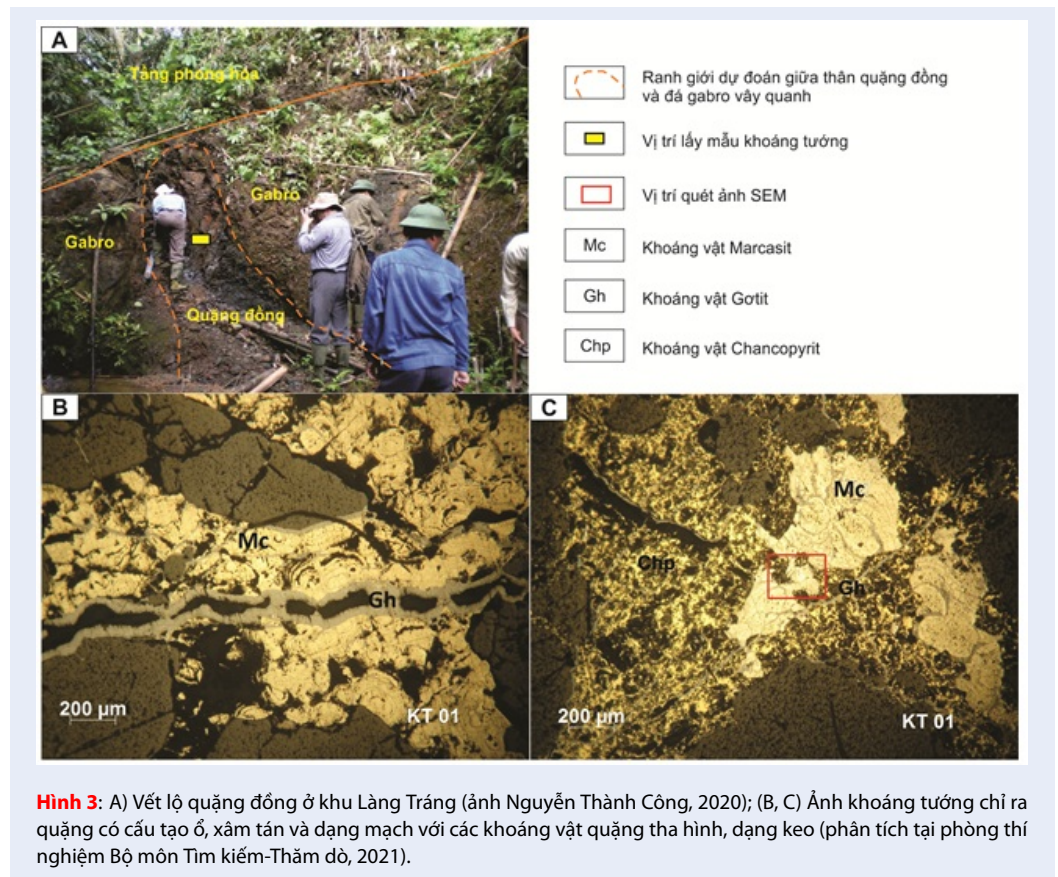 A
Tầng phong hóa
Gabro
Gabro
Quặng đồng
Ranh giới dự đoán giữa thân quặng đồng
và đá gabro vây quanh
Vị trí lấy mẫu khoáng tướng
Vị trí quét ảnh SEM
Mc
Khoáng vật Marcasit
Gh
Khoáng vật Gơtit
Chp
Khoáng vật Chancopyrit
B
Mc
Gh
200 µm
KT 01
C
Mc
Chp
Gh
200 µm
KT 01
Hình 3: A) Vết lộ quặng đồng ở khu Làng Tráng (ảnh Nguyễn Thành Công, 2020); (B, C) Ảnh khoáng tướng chỉ ra
quặng có cấu tạo ổ, xâm tán và dạng mạch với các khoáng vật quặng tha hình, dạng keo (phân tích tại phòng thí
nghiệm Bộ môn Tìm kiếm-Thăm dò, 2021).